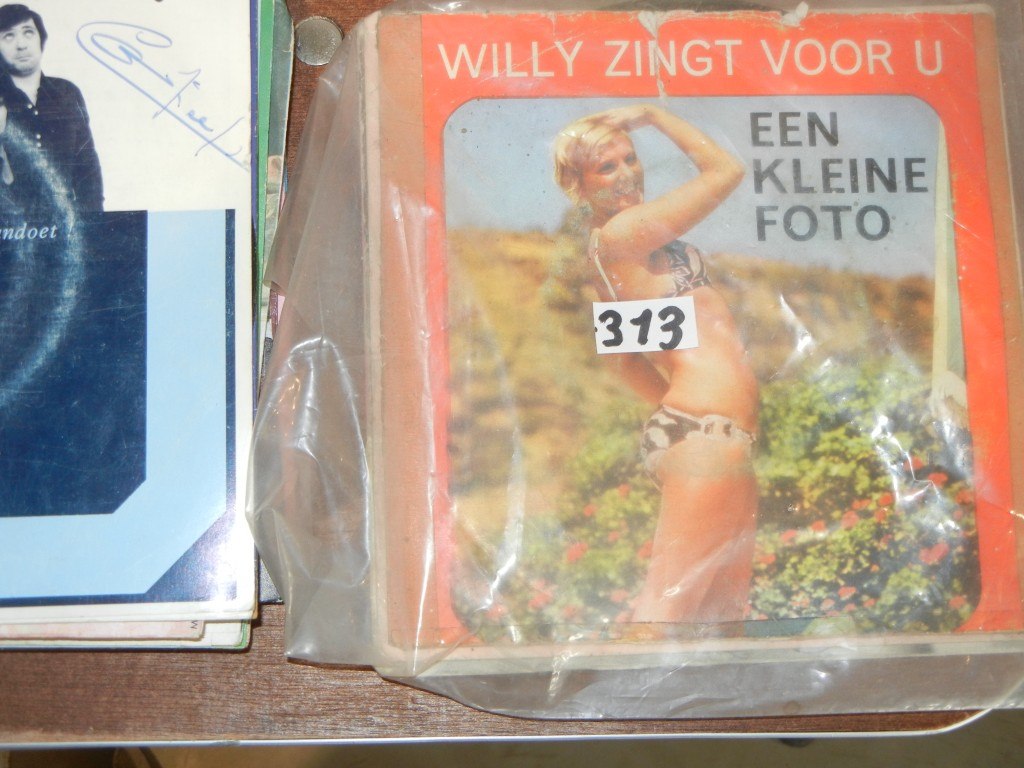 ndoet
WILLY ZINGT VOOR U
EEN
KLEINE
FOTO
313